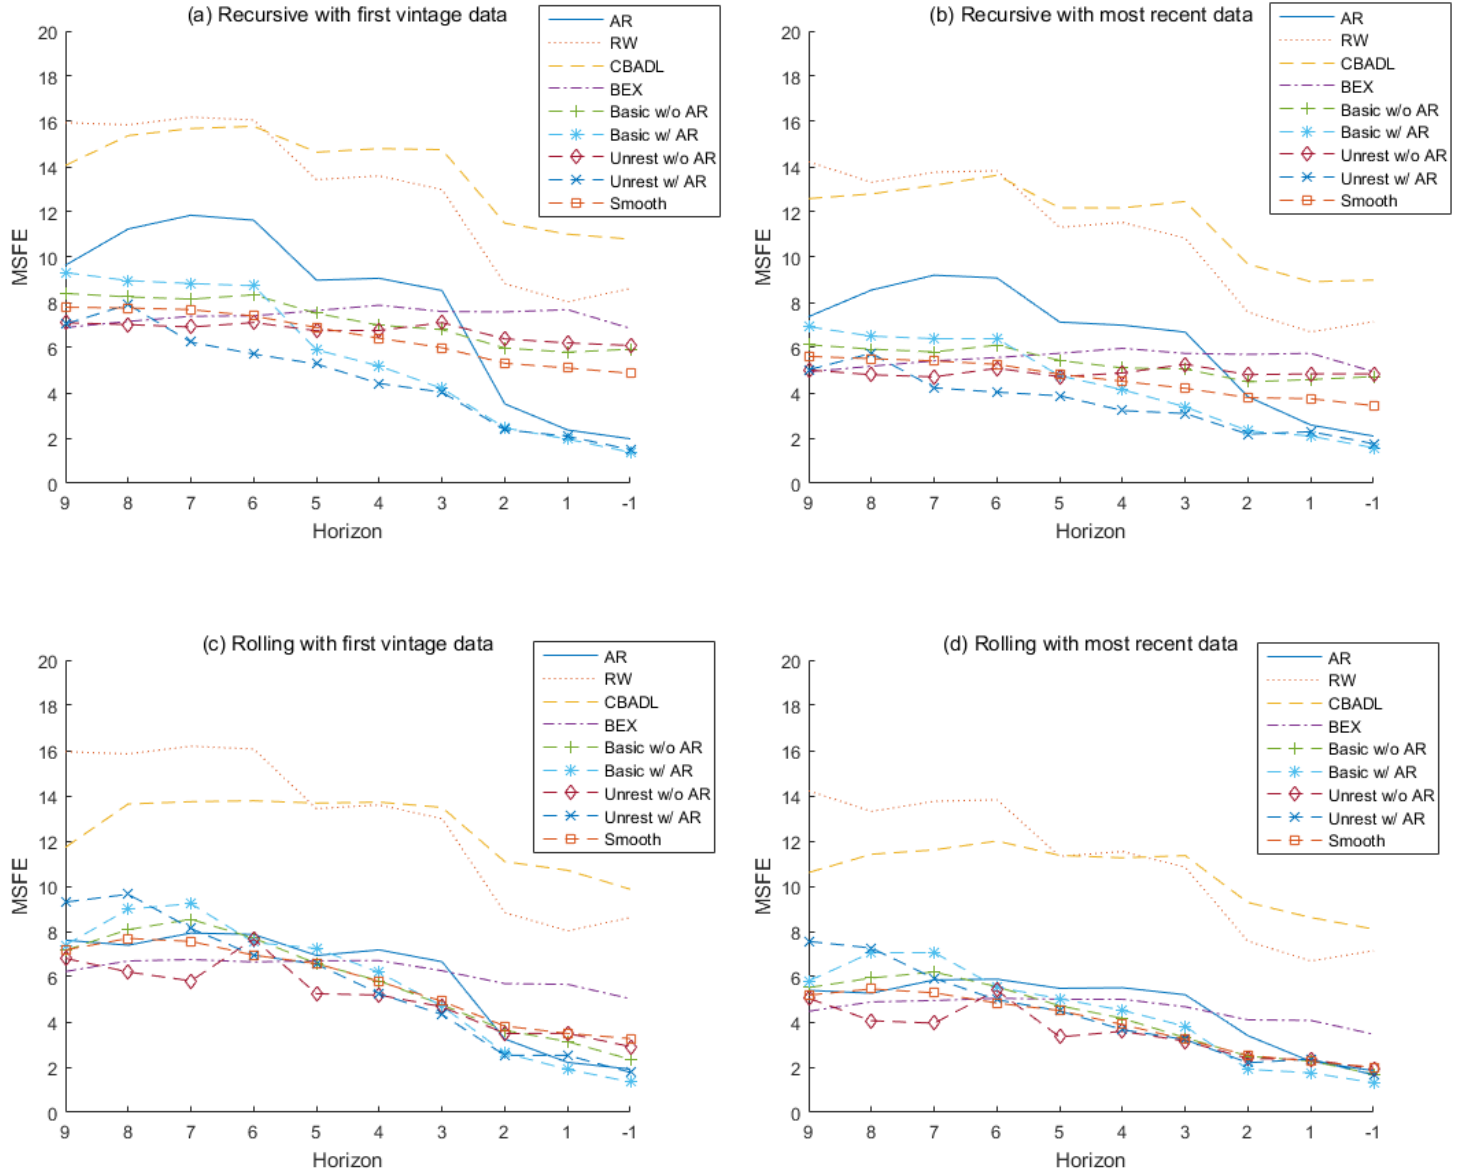 (a) Recursive with first vintage data
MSFE
20
18
16
14
12
10
8
6
4
2
0
9 8 7 6 5 4 3 2 1 -1
Horizon
AR
RW
CBADL
BEX
Basic w/o AR
Basic w/ AR
Unrest w/o AR
Unrest w/ AR
Smooth
(b) Recursive with most recent data
MSFE
20
18
16
14
12
10
8
6
4
2
0
9 8 7 6 5 4 3 2 1 -1
Horizon
AR
RW
CBADL
BEX
Basic w/o AR
Basic w/ AR
Unrest w/o AR
Unrest w/ AR
Smooth
(c) Rolling with first vintage data
MSFE
20
18
16
14
12
10
8
6
4
2
0
9 8 7 6 5 4 3 2 1 -1
Horizon
AR
RW
CBADL
BEX
Basic w/o AR
Basic w/ AR
Unrest w/o AR
Unrest w/ AR
Smooth
(d) Rolling with most recent data
MSFE
20
18
16
14
12
10
8
6
4
2
0
9 8 7 6 5 4 3 2 1 -1
Horizon
AR
RW
CBADL
BEX
Basic w/o AR
Basic w/ AR
Unrest w/o AR
Unrest w/ AR
Smooth